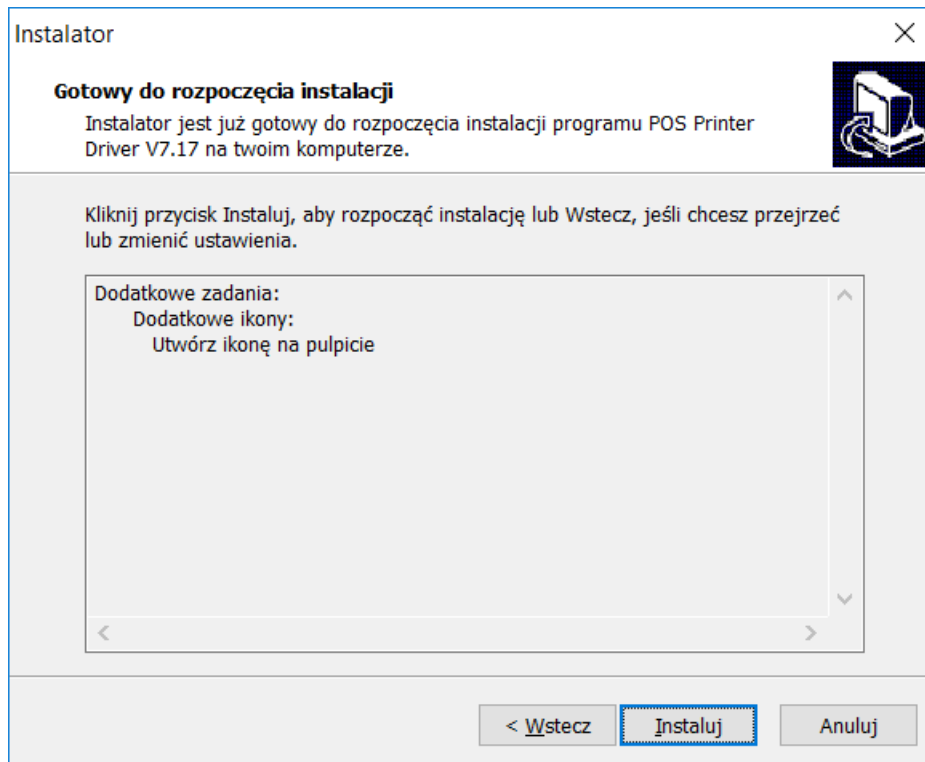 Instalator
Gotowy do rozpoczęcia instalacji
Instalator jest już gotowy do rozpoczęcia instalacji programu POS Printer
Driver V7.17 na twoim komputerze.
Kliknij przycisk Instaluj, aby rozpocząć instalację lub Wstecz, jeśli chcesz przejrzeć
lub zmienić ustawienia.
Dodatkowe zadania:
Dodatkowe ikony:
Utwórz ikonę na pulpicie
< Wstecz
Instaluj
Anuluj